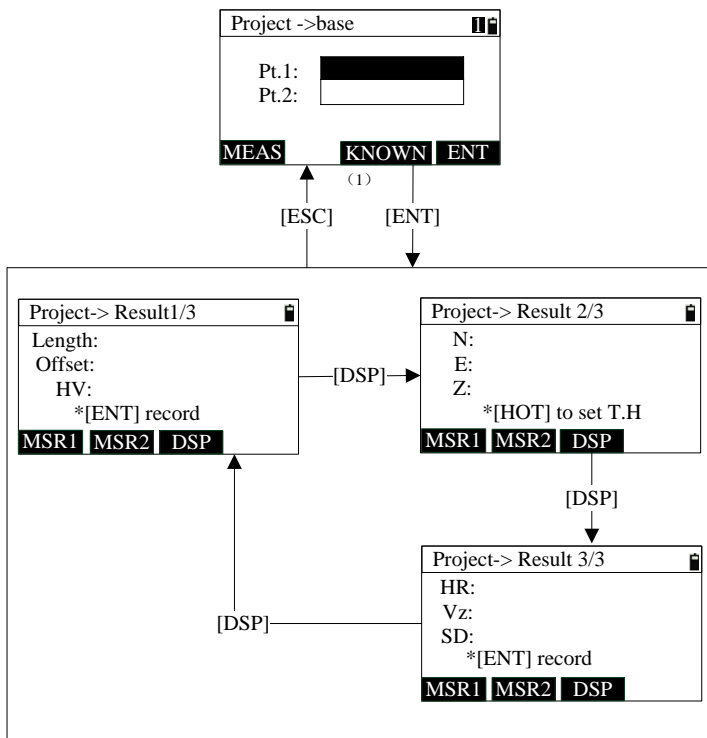 Project ->base 1
Pt.1:
Pt.2:
MEAS KNOWN ENT
（1）
[ESC] [ENT]
Project-> Result1/3
Length:
Offset:
HV:
*[ENT] record
MSR1 MSR2 DSP
[DSP]
Project-> Result 2/3
N:
E:
Z:
*[HOT] to set T.H
MSR1 MSR2 DSP
[DSP]
Project-> Result 3/3
HR:
Vz:
SD:
*[ENT] record
MSR1 MSR2 DSP
[DSP]